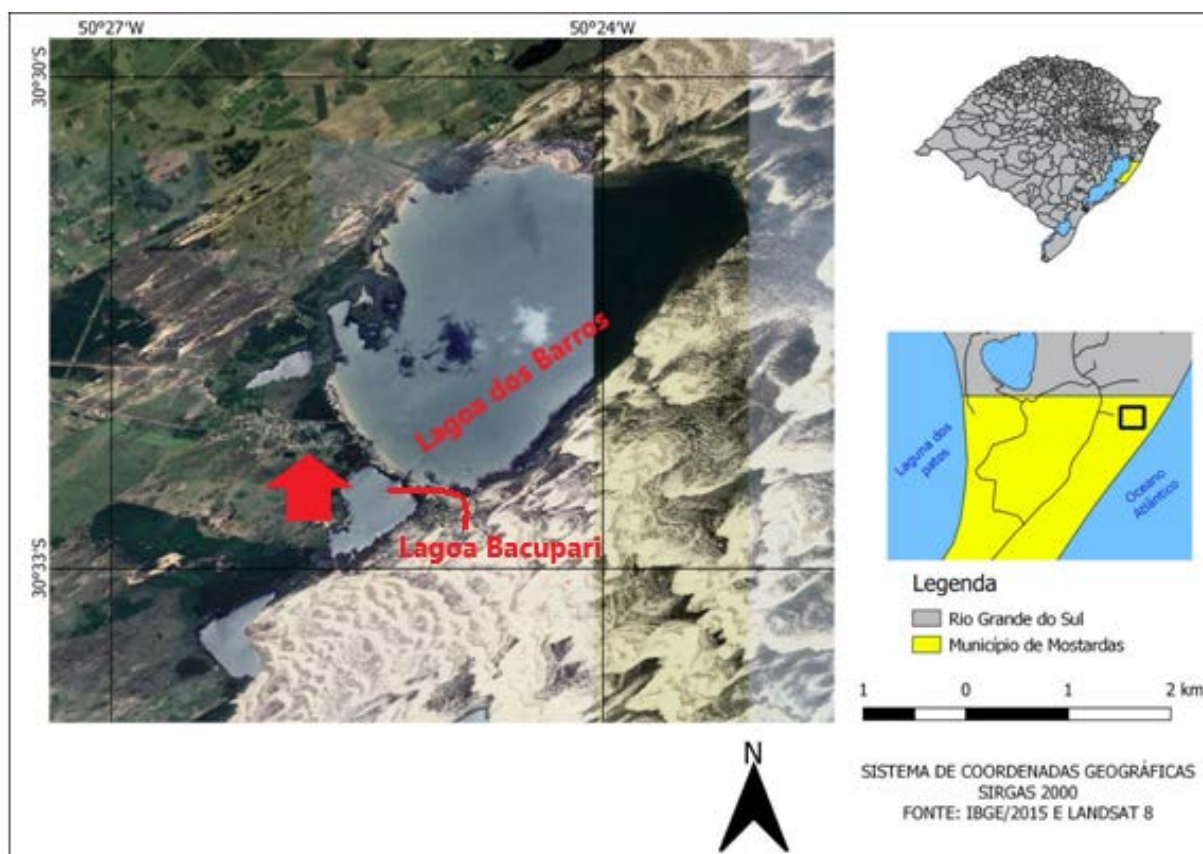 50°27'W
50°24'W
30°30'S
30°33'S
Lagoa dos Barros
Lagoa Bacupari
Laguna dos
patos
Oceano
Atlântico
Legenda
Rio Grande do Sul
Município de Mostardas
1 0 1 2 km
N
SISTEMA DE COORDENADAS GEOGRÁFICAS
SIRGAS 2000
FONTE: IBGE/2015 E LANDSAT 8